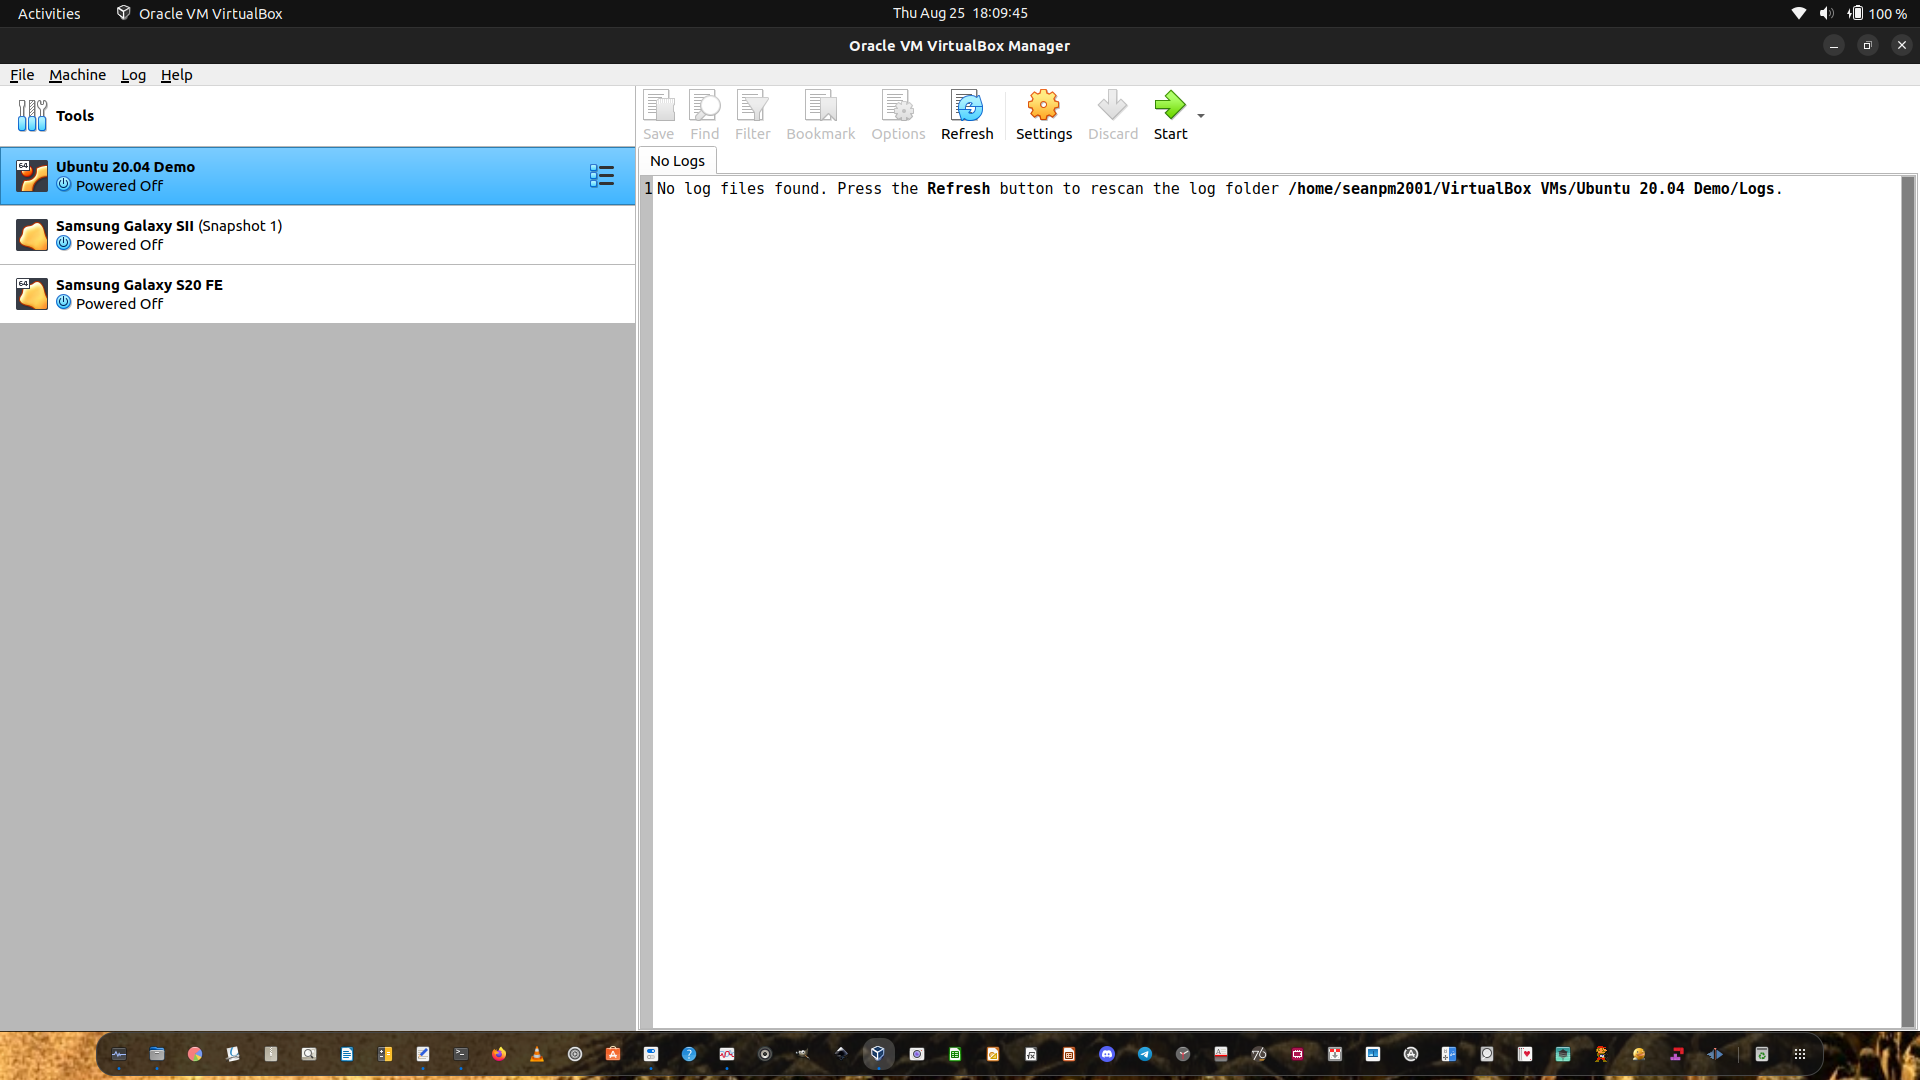 Activities Oracle VM VirtualBox Thu Aug 25 18:09:45 100 %
Oracle VM VirtualBox Manager
File Machine Log Help
Tools
Save Find Filter Bookmark Options Refresh Settings Discard Start
64 Ubuntu 20.04 Demo
Powered Off
Samsung Galaxy SII (Snapshot 1)
Powered Off
64 Samsung Galaxy S20 FE
Powered Off
No Logs
1 No log files found. Press the Refresh button to rescan the log folder /home/seanpm2001/VirtualBox VMs/Ubuntu 20.04 Demo/Logs.
76